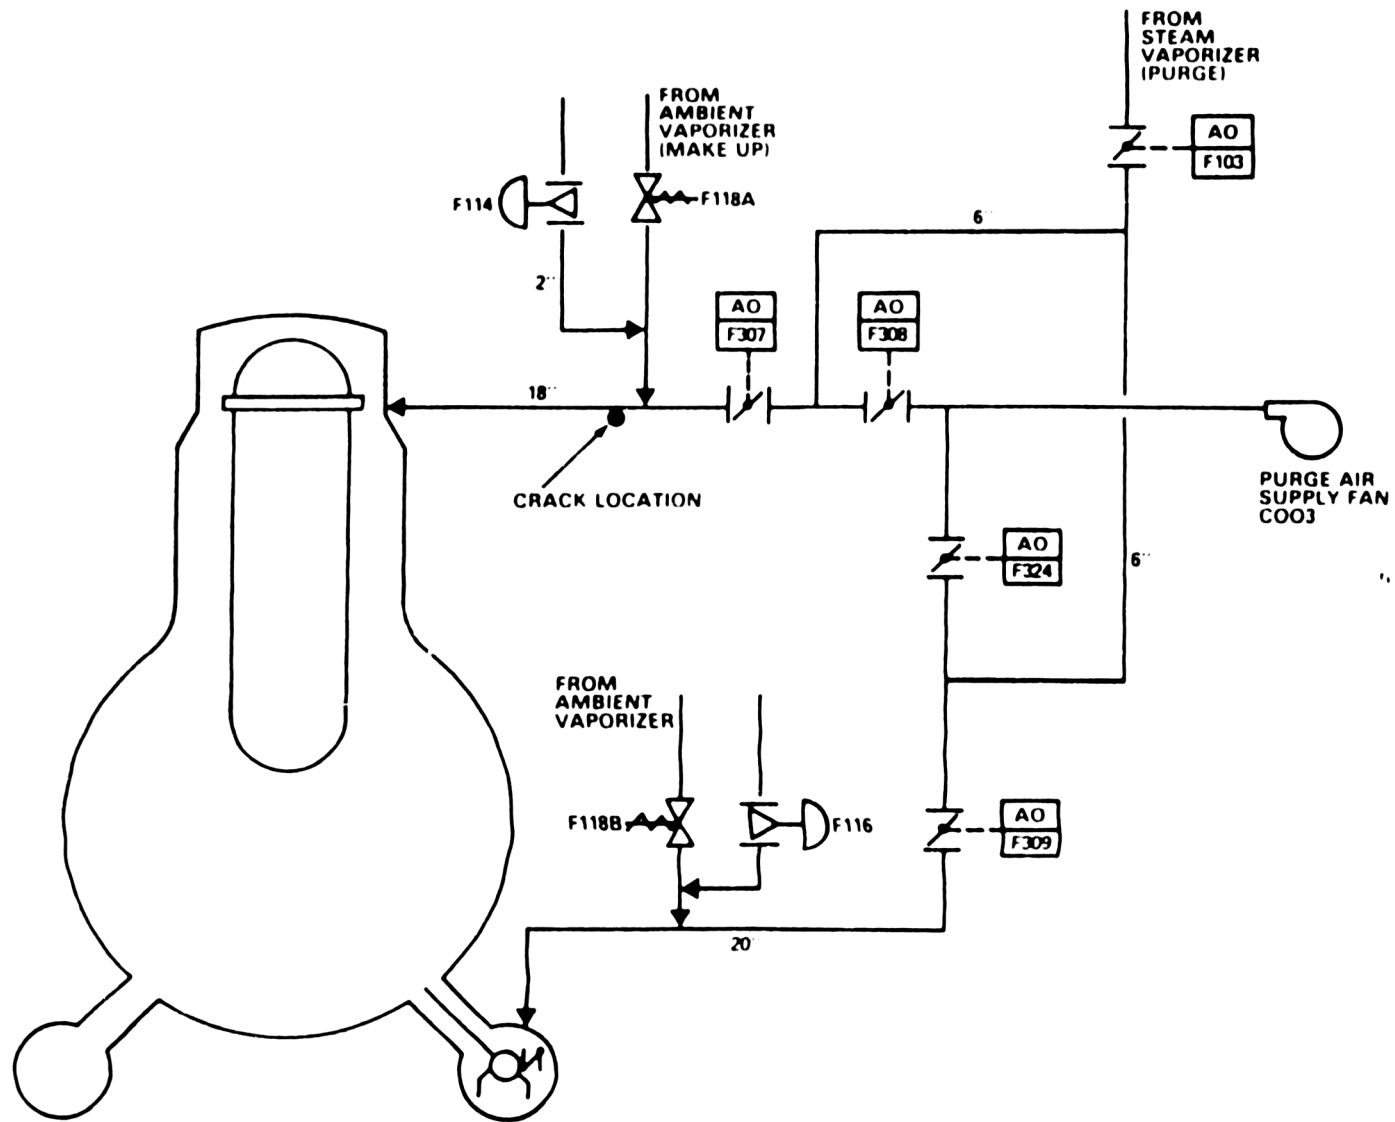 FROM
STEAM
VAPORIZER
(PURGE)
AO
F103
FROM
AMBIENT
VAPORIZER
(MAKE UP)
F114
F118A
6"
2"
AO
F307
AO
F308
18"
CRACK LOCATION
PURGE AIR
SUPPLY FAN
COO3
AO
F324
6"
FROM
AMBIENT
VAPORIZER
F118B
F116
AO
F309
20"